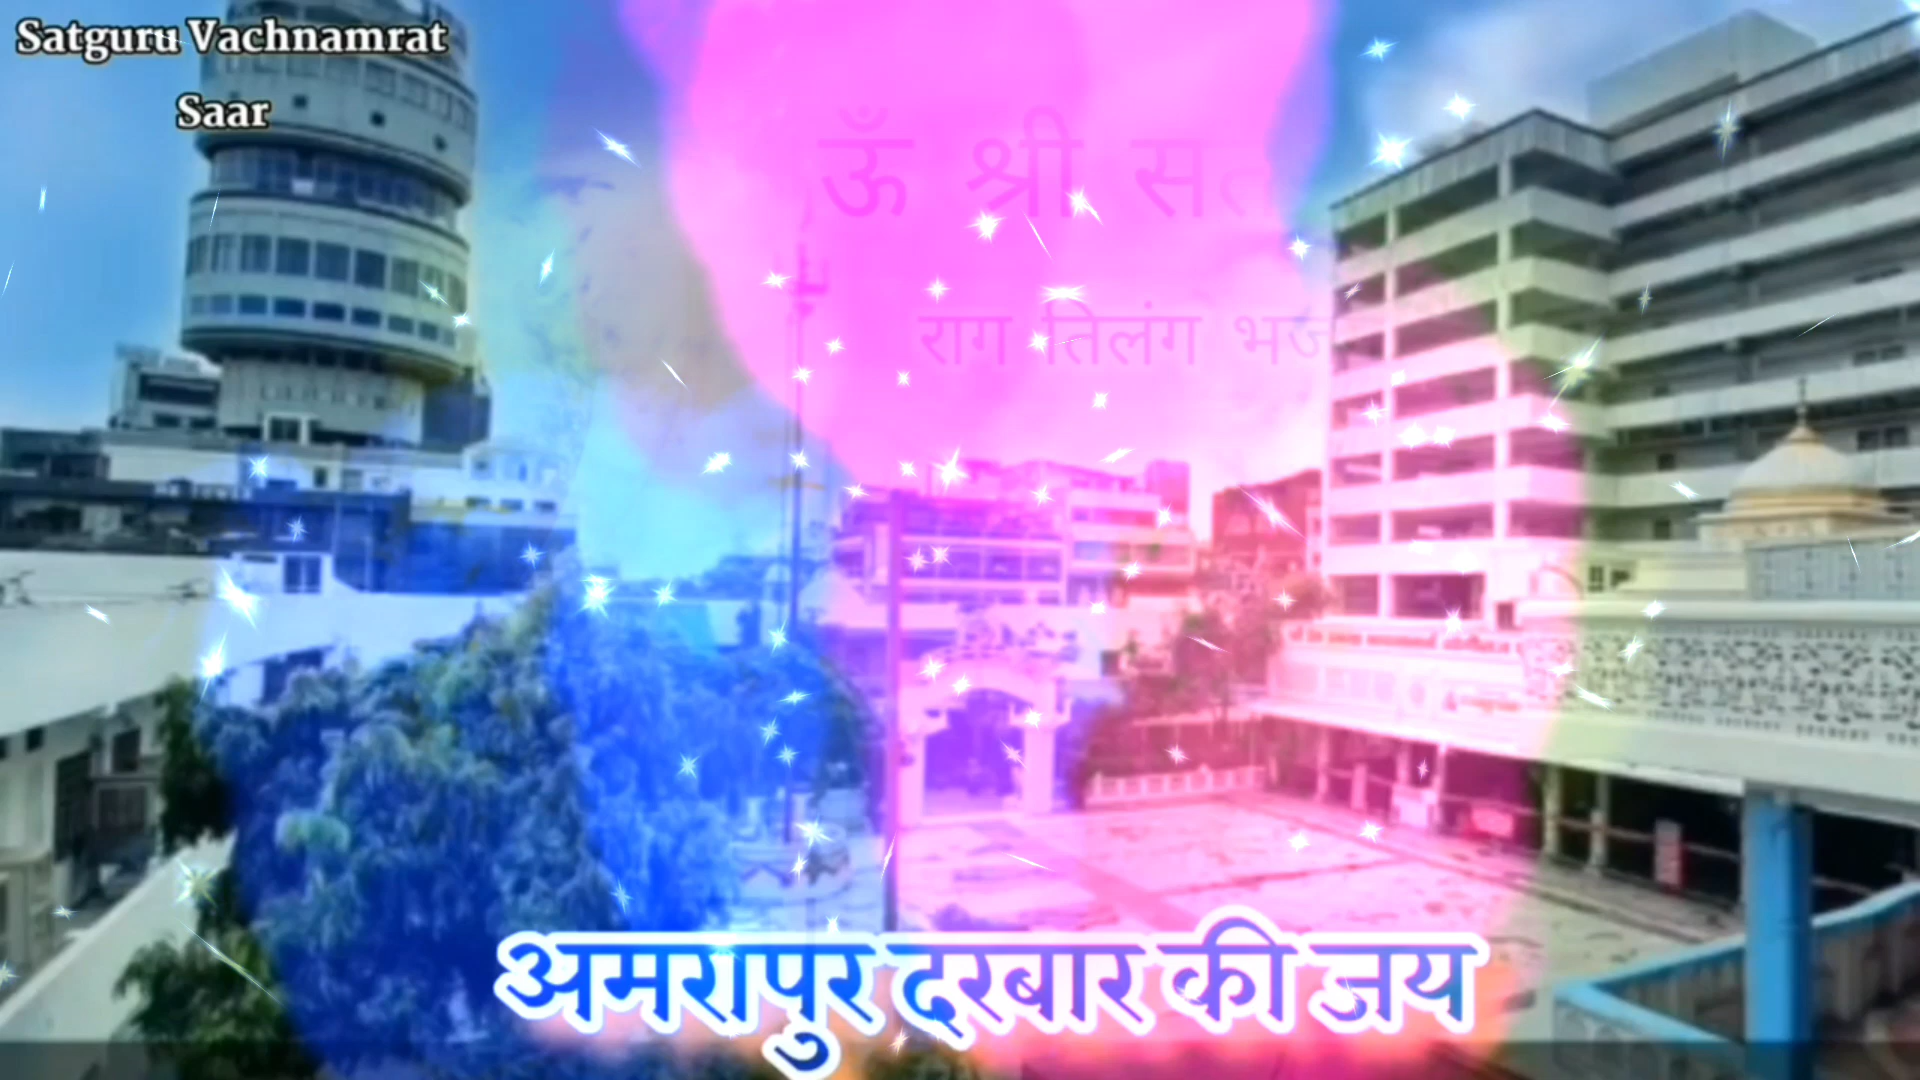 Satguru Vachnamrat
Saar
ॐ श्री
राग तिलंग
अमरापुर दरबार की जय